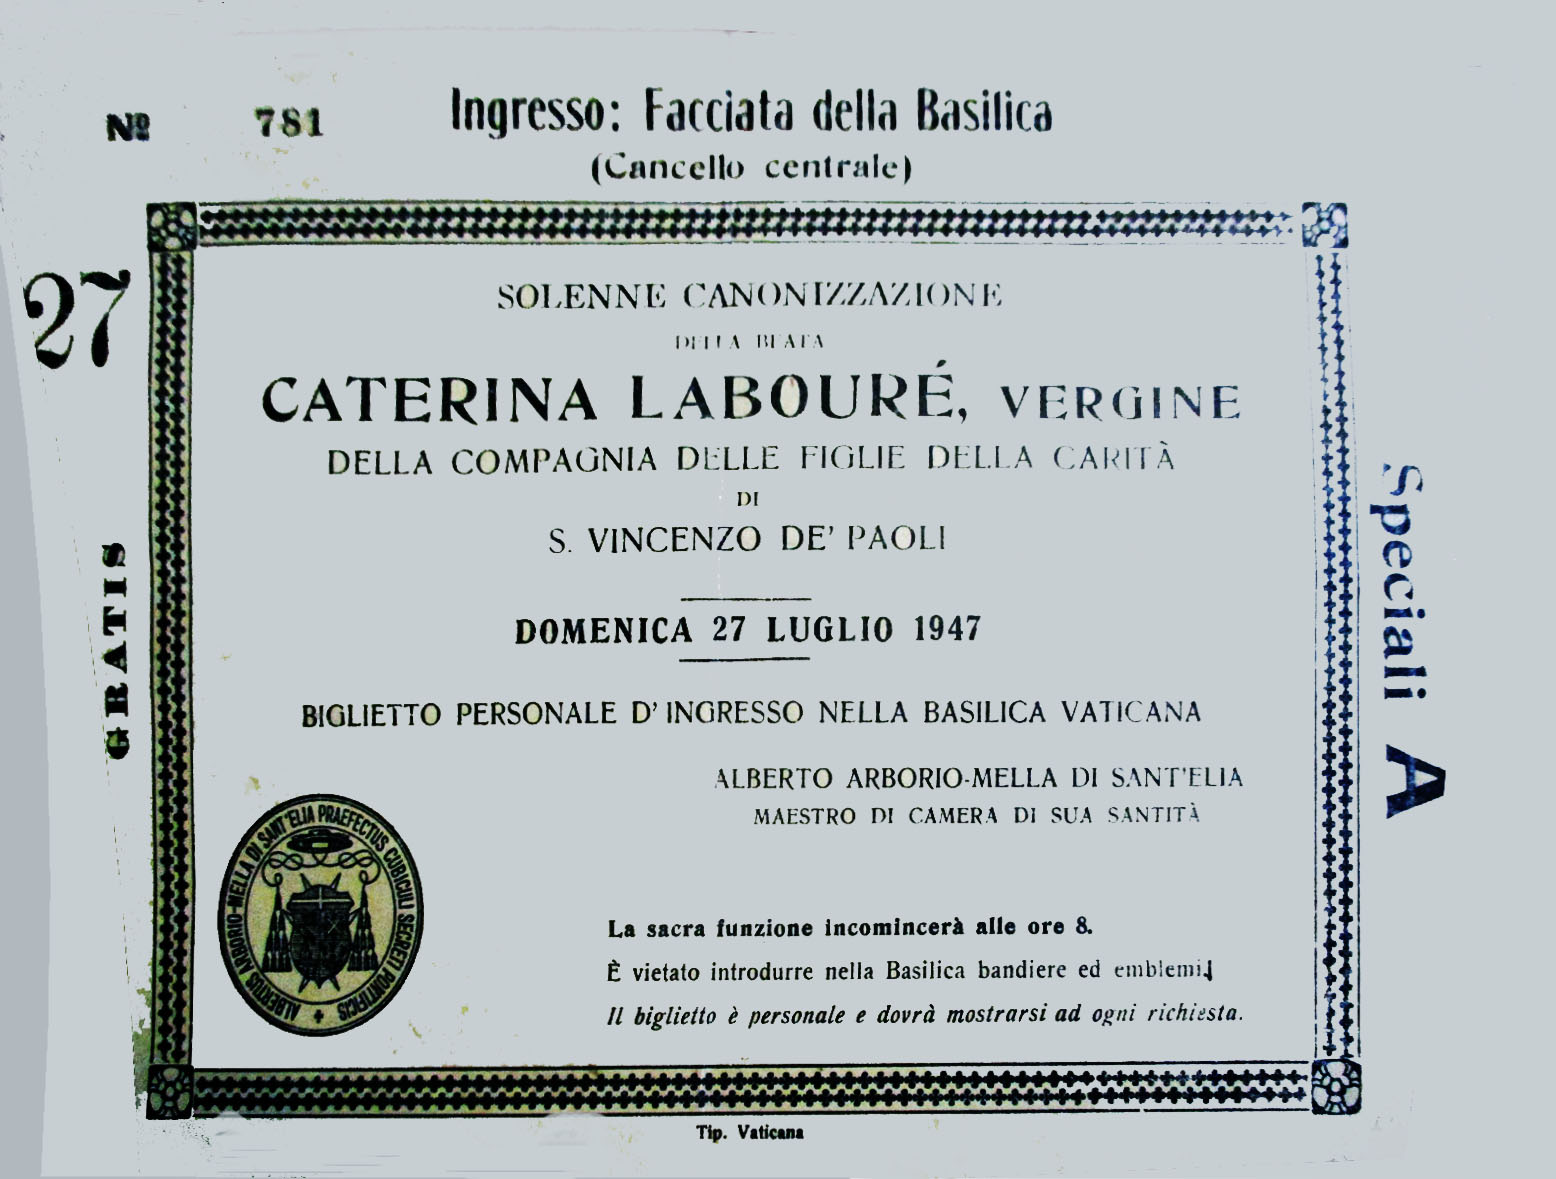 Nº 781
Ingresso: Facciata della Basilica
(Cancello centrale)
27
GRATIS
SOLENNE CANONIZZAZIONE
DELLA BEATA
CATERINA LABOURÉ, VERGINE
DELLA COMPAGNIA DELLE FIGLIE DELLA CARITÀ
DI
S. VINCENZO DE' PAOLI
DOMENICA 27 LUGLIO 1947
BIGLIETTO PERSONALE D'INGRESSO NELLA BASILICA VATICANA
ALBERTO ARBORIO-MELLA DI SANT'ELIA
MAESTRO DI CAMERA DI SUA SANTITÀ
ALBERTUS ARBORIO-MELLA DI SANT'ELIA PRAEFECTUS CUBICULI SECRETI PONTIFICIS
La sacra funzione incomincerà alle ore 8.
È vietato introdurre nella Basilica bandiere ed emblemi.
Il biglietto è personale e dovrà mostrarsi ad ogni richiesta.
Speciali A
Tip. Vaticana